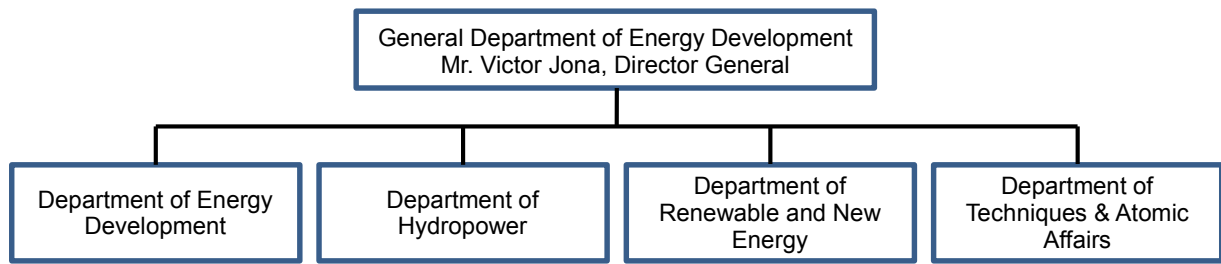 General Department of Energy Development
Mr. Victor Jona, Director General
Department of Energy
Development
Department of
Hydropower
Department of
Renewable and New
Energy
Department of
Techniques & Atomic
Affairs